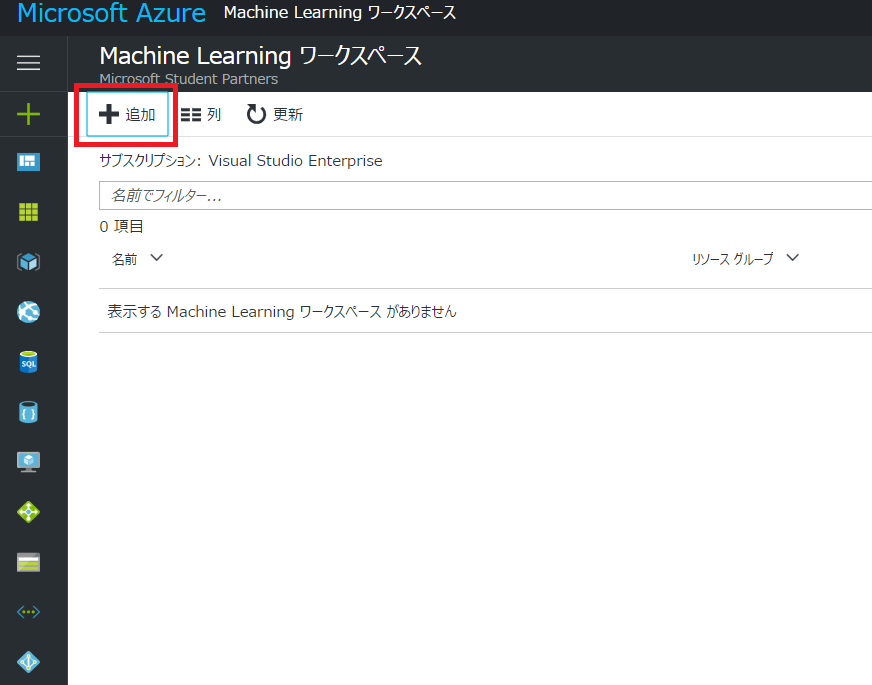 Microsoft Azure Machine Learning ワークスペース
Machine Learning ワークスペース
Microsoft Student Partners
追加 列 更新
サブスクリプション: Visual Studio Enterprise
名前でフィルター...
0 項目
名前 リソース グループ
表示する Machine Learning ワークスペース がありません
SQL